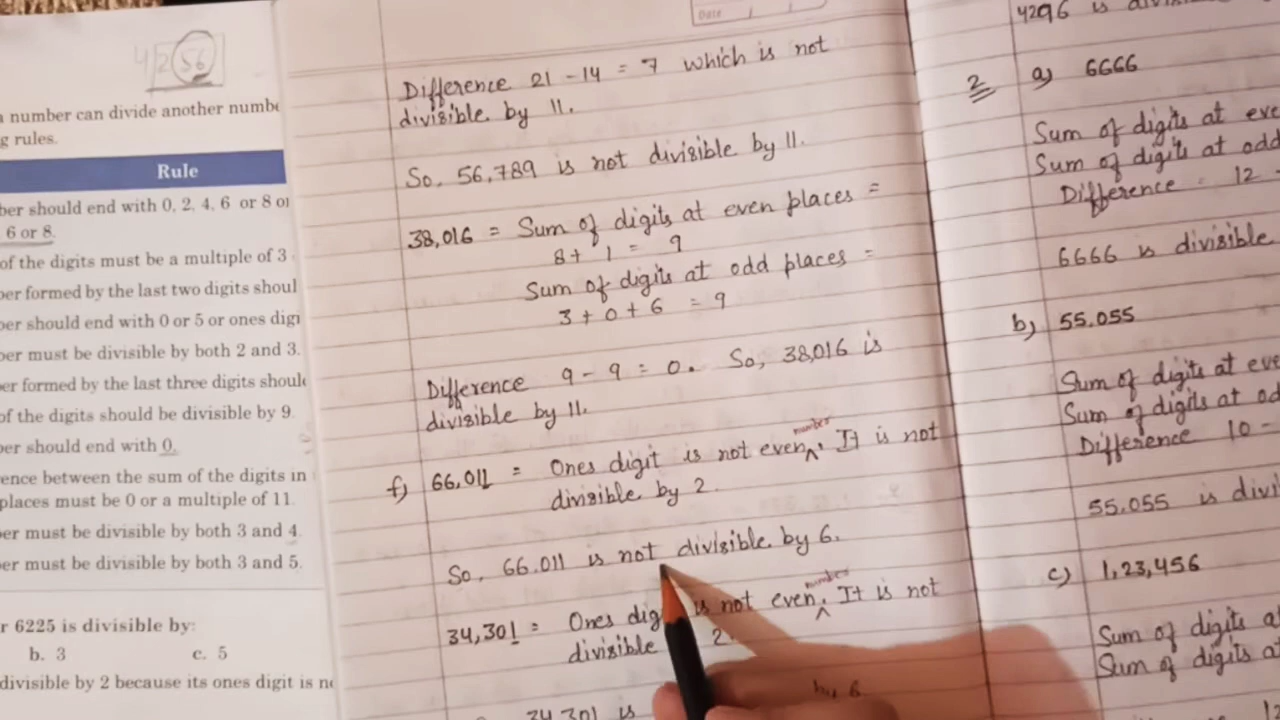 4 2 56
a number can divide another numbe
g rules.
Rule
ber should end with 0, 2, 4, 6 or 8 or
6 or 8.
of the digits must be a multiple of 3
ber formed by the last two digits shoul
ber should end with 0 or 5 or ones digi
ber must be divisible by both 2 and 3.
ber formed by the last three digits should
of the digits should be divisible by 9.
ber should end with 0.
ence between the sum of the digits in
places must be 0 or a multiple of 11.
ber must be divisible by both 3 and 4.
ber must be divisible by both 3 and 5.
r 6225 is divisible by:
b. 3 c. 5
divisible by 2 because its ones digit is no
Date
Difference 21 - 14 = 7 which is not
divisible by 11.
So, 56,789 is not divisible by 11.
38,016 = Sum of digits at even places =
8 + 1 = 9
Sum of digits at odd places =
3 + 0 + 6 = 9
Difference 9 - 9 = 0. So, 38,016 is
divisible by 11.
f) 66,011 = Ones digit is not even number. It is not
divisible by 2.
So, 66,011 is not divisible by 6.
34,301 = Ones dig is not even number. It is not
divisible 2.
34,301 is by 6
4296 is
2 a) 6666
Sum of digits at eve
Sum of digits at odd
Difference 12 -
6666 is divisible
b) 55,055
Sum of digits at eve
Sum of digits at od
Difference 10 -
55,055 is divi
c) 1,23,456
Sum of digits a
Sum of digits at
12